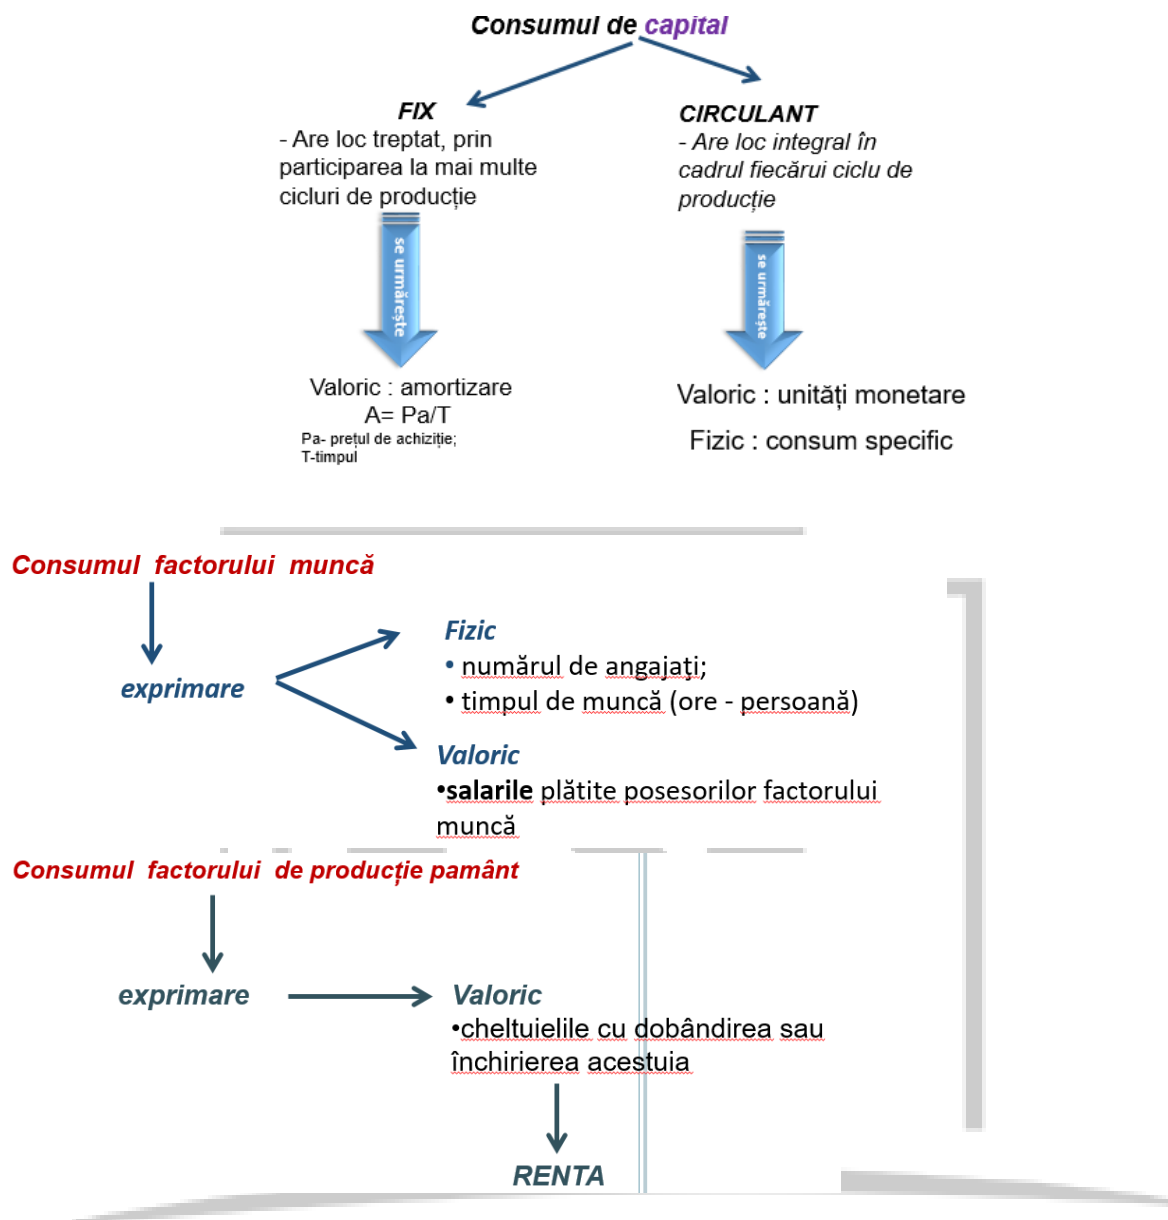 Consumul de capital
FIX
- Are loc treptat, prin
participarea la mai multe
cicluri de producție
se urmărește
Valoric : amortizare
A= Pa/T
Pa- prețul de achiziție;
T-timpul
CIRCULANT
- Are loc integral în
cadrul fiecărui ciclu de
producție
se urmărește
Valoric : unități monetare
Fizic : consum specific
Consumul factorului muncă
exprimare
Fizic
• numărul de angajaţi;
• timpul de muncă (ore - persoană)
Valoric
•salarile plătite posesorilor factorului
muncă
Consumul factorului de producție pamânt
exprimare
Valoric
•cheltuielile cu dobândirea sau
închirierea acestuia
RENTA